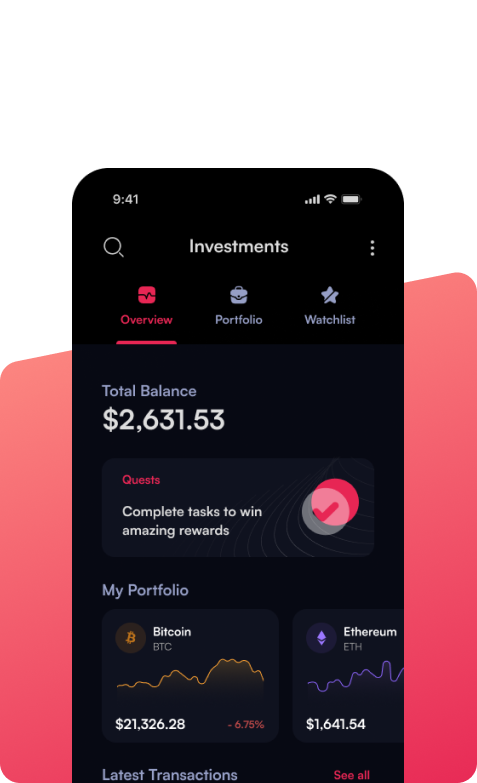 9:41
Investments
Overview
Portfolio
Watchlist
Total Balance
$2,631.53
Quests
Complete tasks to win
amazing rewards
My Portfolio
Bitcoin
BTC
$21,326.28
- 6.75%
Ethereum
ETH
$1,641.54
Latest Transactions
See all